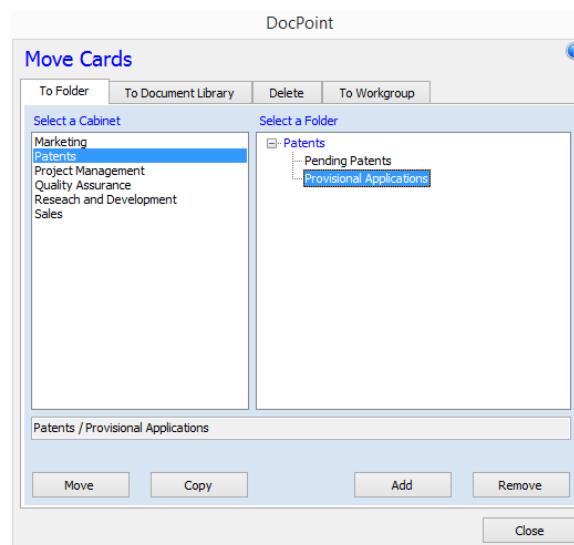 DocPoint
Move Cards
To Folder
To Document Library
Delete
To Workgroup
Select a Cabinet
Select a Folder
Marketing
Patents
Project Management
Quality Assurance
Reseach and Development
Sales
Patents
Pending Patents
Provisional Applications
Patents / Provisional Applications
Move
Copy
Add
Remove
Close